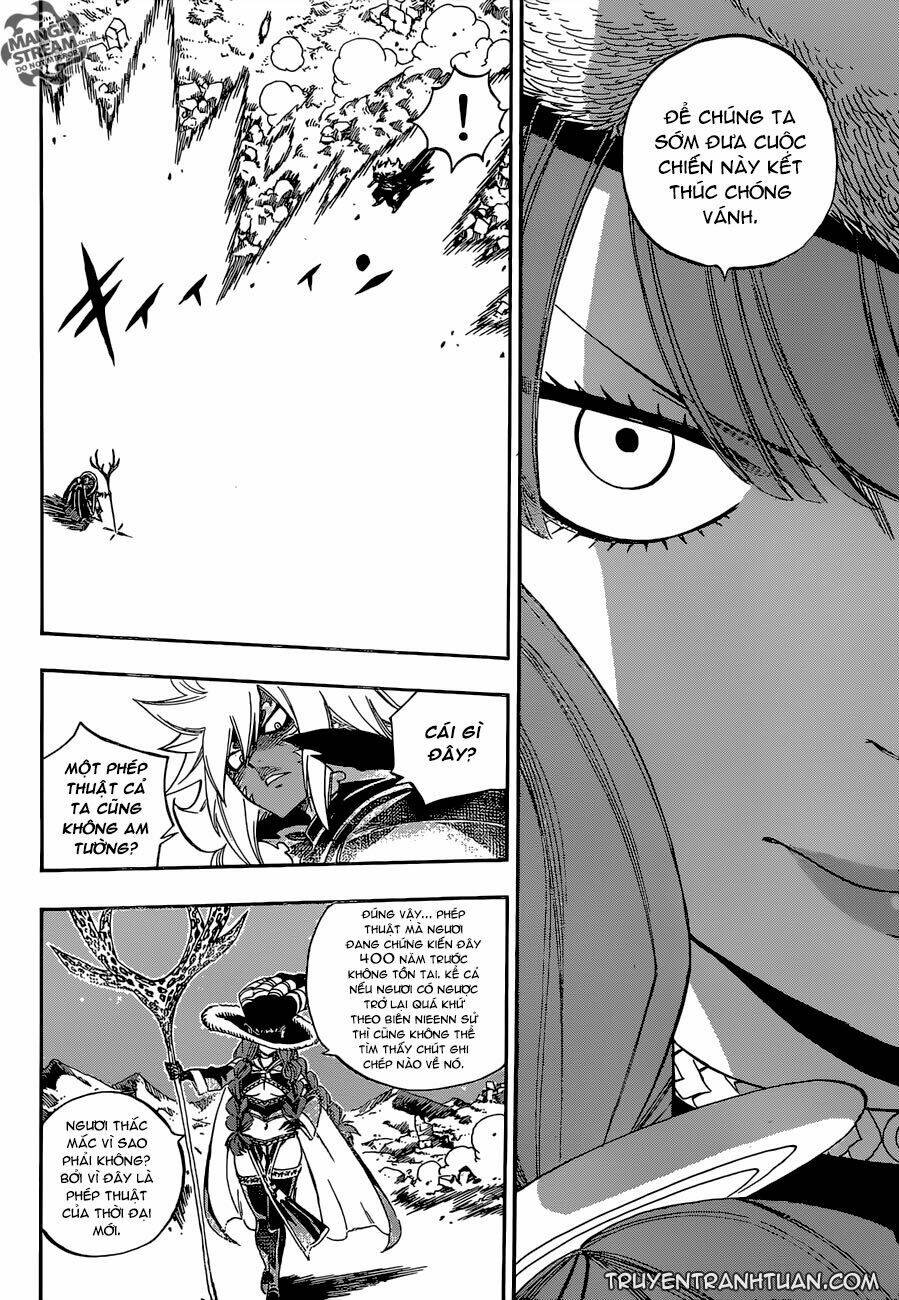 ĐỂ CHÚNG TA
SỚM ĐƯA CUỘC
CHIẾN NÀY KẾT
THÚC CHÓNG
VÁNH.
!
MANGA
STREAM
CÁI GÌ
ĐÂY?
MỘT PHÉP
THUẬT CẢ
TA CŨNG
KHÔNG AM
TƯỜNG?
ĐÚNG VẬY... PHÉP
THUẬT MÀ NGƯƠI
ĐANG CHỨNG KIẾN ĐÂY
400 NĂM TRƯỚC
KHÔNG TỒN TẠI. KỂ CẢ
NẾU NGƯƠI CÓ NGƯỢC
TRỞ LẠI QUÁ KHỨ
THEO BIÊN NIEENN SỬ
THÌ CŨNG KHÔNG THỂ
TÌM THẤY CHÚT GHI
CHÉP NÀO VỀ NÓ.
NGƯƠI THẮC
MẮC VÌ SAO
PHẢI KHÔNG?
BỞI VÌ ĐÂY LÀ
PHÉP THUẬT
CỦA THỜI ĐẠI
MỚI.
TRUYENTRANHTUAN.COM